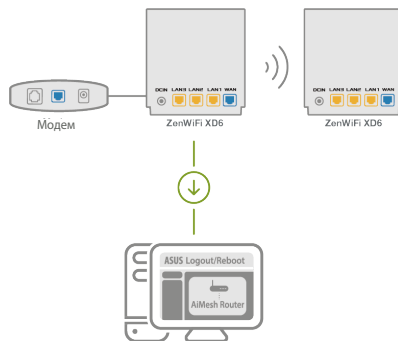 DCIN LAN3 LAN2 LAN1 WAN
DCIN LAN3 LAN2 LAN1 WAN
Модем
ZenWiFi XD6
ZenWiFi XD6
ASUS Logout/Reboot
AiMesh Router